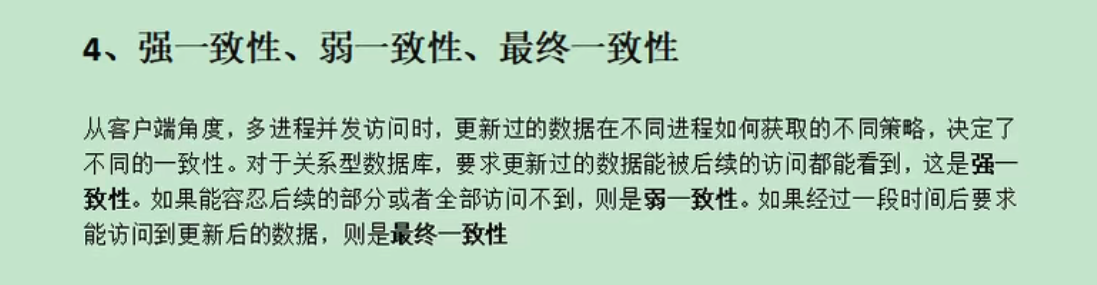 4、强一致性、弱一致性、最终一致性
从客户端角度，多进程并发访问时，更新过的数据在不同进程如何获取的不同策略，决定了
不同的一致性。对于关系型数据库，要求更新过的数据能被后续的访问都能看到，这是强一
致性。如果能容忍后续的部分或者全部访问不到，则是弱一致性。如果经过一段时间后要求
能访问到更新后的数据，则是最终一致性